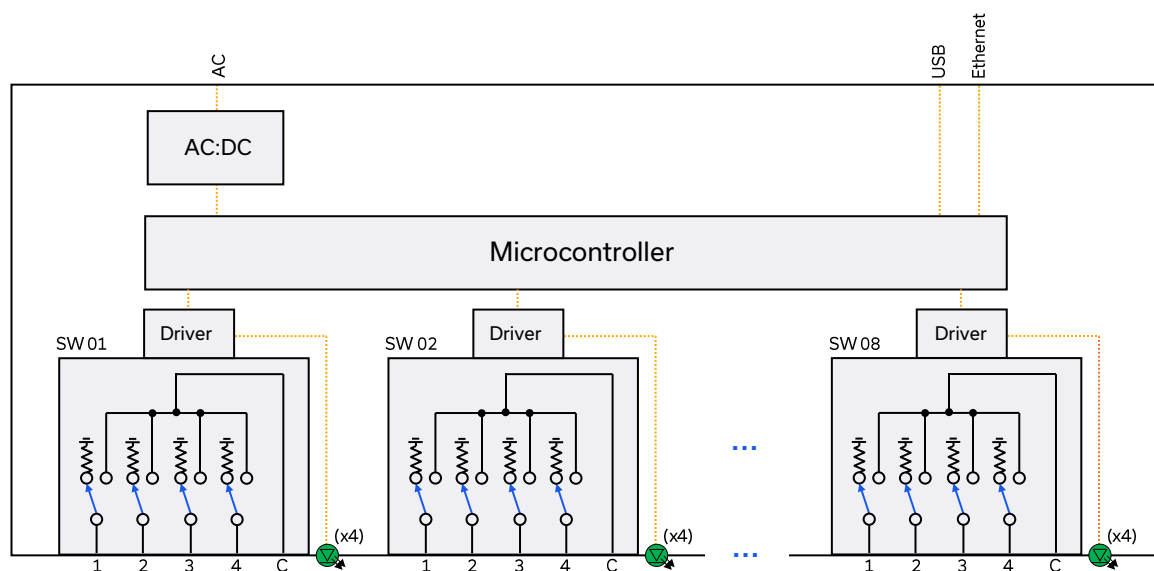 AC
USB
Ethernet
AC:DC
Microcontroller
Driver
Driver
Driver
SW 01
SW 02
SW 08
...
(x4)
(x4)
...
(x4)
1 2 3 4 C
1 2 3 4 C
1 2 3 4 C